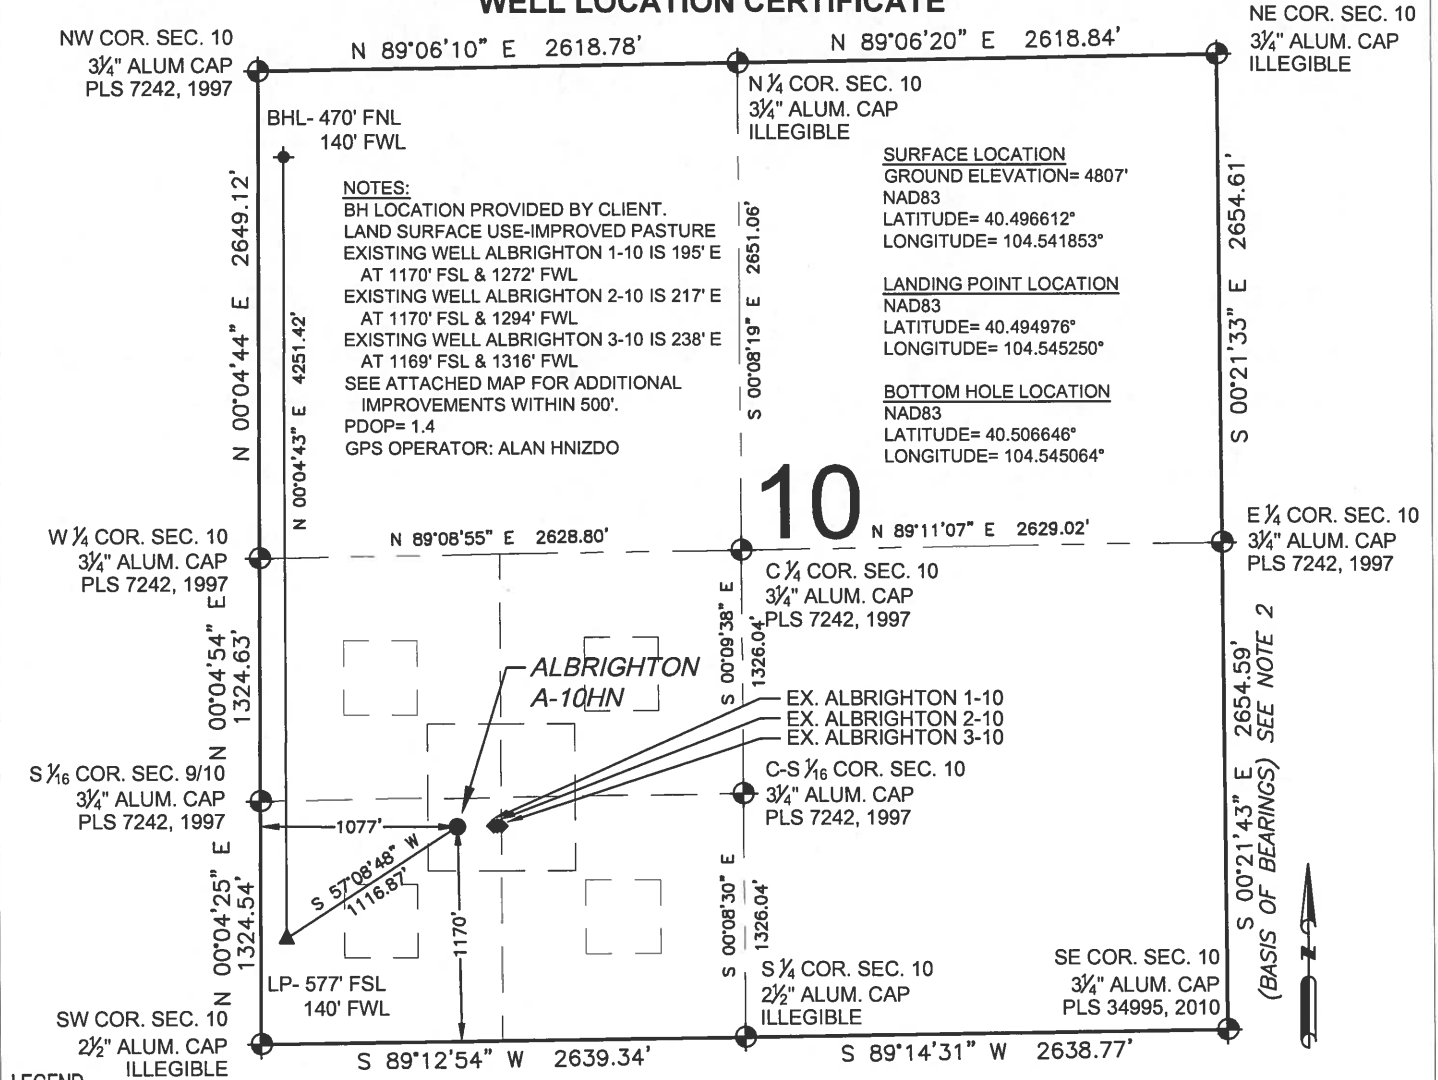 WELL LOCATION CERTIFICATE
NW COR. SEC. 10
3¼" ALUM CAP
PLS 7242, 1997
N 89°06'10" E 2618.78'
N 89°06'20" E 2618.84'
NE COR. SEC. 10
3¼" ALUM. CAP
ILLEGIBLE
N ¼ COR. SEC. 10
3¼" ALUM. CAP
ILLEGIBLE
BHL- 470' FNL
140' FWL
N 00°04'44" E 2649.12'
N 00°04'43" E 4251.42'
NOTES:
BH LOCATION PROVIDED BY CLIENT.
LAND SURFACE USE-IMPROVED PASTURE
EXISTING WELL ALBRIGHTON 1-10 IS 195' E
AT 1170' FSL & 1272' FWL
EXISTING WELL ALBRIGHTON 2-10 IS 217' E
AT 1170' FSL & 1294' FWL
EXISTING WELL ALBRIGHTON 3-10 IS 238' E
AT 1169' FSL & 1316' FWL
SEE ATTACHED MAP FOR ADDITIONAL
IMPROVEMENTS WITHIN 500'.
PDOP= 1.4
GPS OPERATOR: ALAN HNIZDO
S 00°08'19" E 2651.06'
SURFACE LOCATION
GROUND ELEVATION= 4807'
NAD83
LATITUDE= 40.496612°
LONGITUDE= 104.541853°
LANDING POINT LOCATION
NAD83
LATITUDE= 40.494976°
LONGITUDE= 104.545250°
BOTTOM HOLE LOCATION
NAD83
LATITUDE= 40.506646°
LONGITUDE= 104.545064°
S 00°21'33" E 2654.61'
10
W ¼ COR. SEC. 10
3¼" ALUM. CAP
PLS 7242, 1997
N 89°08'55" E 2628.80'
N 89°11'07" E 2629.02'
E ¼ COR. SEC. 10
3¼" ALUM. CAP
PLS 7242, 1997
C ¼ COR. SEC. 10
3¼" ALUM. CAP
PLS 7242, 1997
N 00°04'54" E
1324.63'
S 00°09'38" E
1326.04'
ALBRIGHTON
A-10HN
EX. ALBRIGHTON 1-10
EX. ALBRIGHTON 2-10
EX. ALBRIGHTON 3-10
S 1⁄16 COR. SEC. 9/10
3¼" ALUM. CAP
PLS 7242, 1997
C-S 1⁄16 COR. SEC. 10
3¼" ALUM. CAP
PLS 7242, 1997
1077'
S 57°08'48" W
1116.87'
1170'
N 00°04'25" E
1324.54'
S 00°08'30" E
1326.04'
S 00°21'43" E 2654.59'
(BASIS OF BEARINGS) SEE NOTE 2
N
LP- 577' FSL
140' FWL
SW COR. SEC. 10
2½" ALUM. CAP
ILLEGIBLE
S ¼ COR. SEC. 10
2½" ALUM. CAP
ILLEGIBLE
SE COR. SEC. 10
3¼" ALUM. CAP
PLS 34995, 2010
S 89°12'54" W 2639.34'
S 89°14'31" W 2638.77'
LEGEND